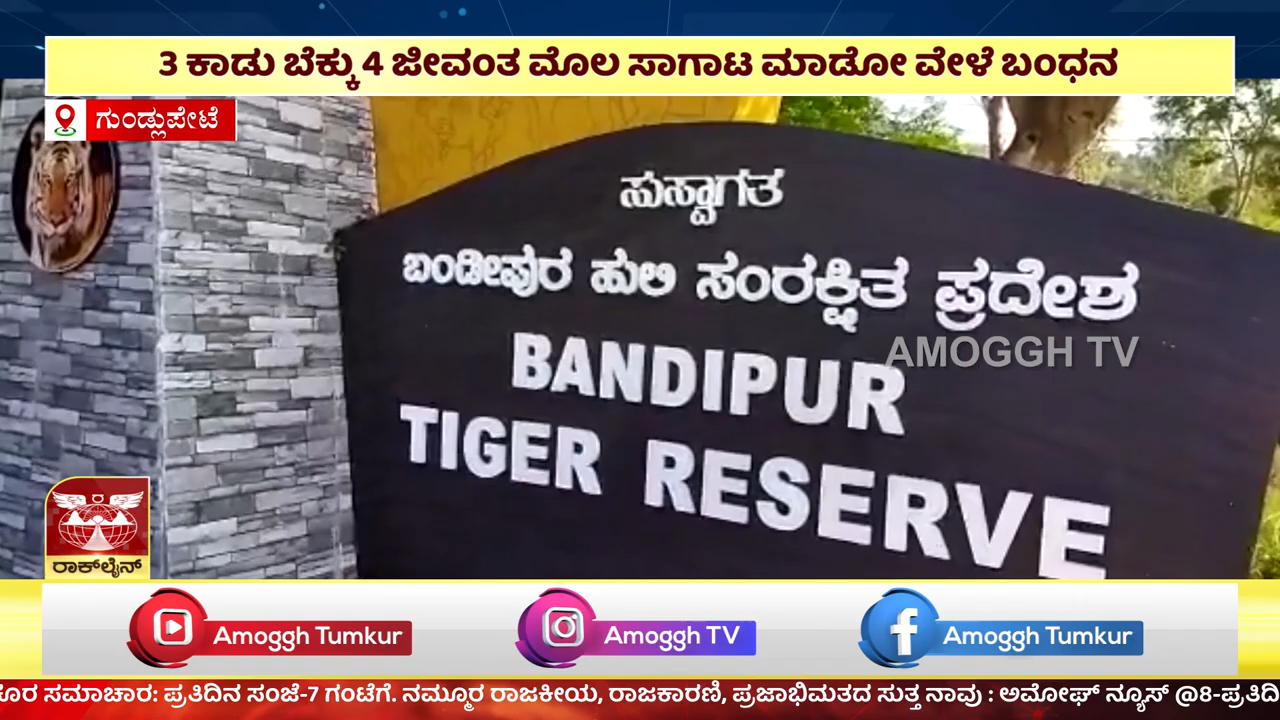 3 ಕಾಡು ಬೆಕ್ಕು 4 ಜೀವಂತ ಮೊಲ ಸಾಗಾಟ ಮಾಡೋ ವೇಳೆ ಬಂಧನ
ಗುಂಡ್ಲುಪೇಟೆ
ಸುಸ್ವಾಗತ
ಬಂಡೀಪುರ ಹುಲಿ ಸಂರಕ್ಷಿತ ಪ್ರದೇಶ
AMOGGH TV
BANDIPUR
TIGER RESERVE
ರಾಕ್‌ಲೈನ್
Amoggh Tumkur
Amoggh TV
Amoggh Tumkur
ಸಮಾಚಾರ: ಪ್ರತಿದಿನ ಸಂಜೆ-7 ಗಂಟೆಗೆ. ನಮ್ಮೂರ ರಾಜಕೀಯ, ರಾಜಕಾರಣಿ, ಪ್ರಜಾಭಿಮತದ ಸುತ್ತ ನಾವು : ಅಮೋಘ್ ನ್ಯೂಸ್ @8-ಪ್ರತಿದಿ